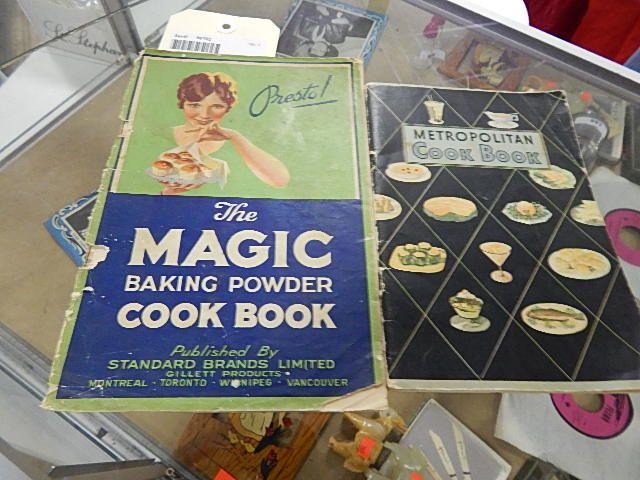 Presto!
The
MAGIC
BAKING POWDER
COOK BOOK
Published By
STANDARD BRANDS LIMITED
GILLETT PRODUCTS
MONTREAL · TORONTO · WINNIPEG · VANCOUVER
METROPOLITAN
Cook Book